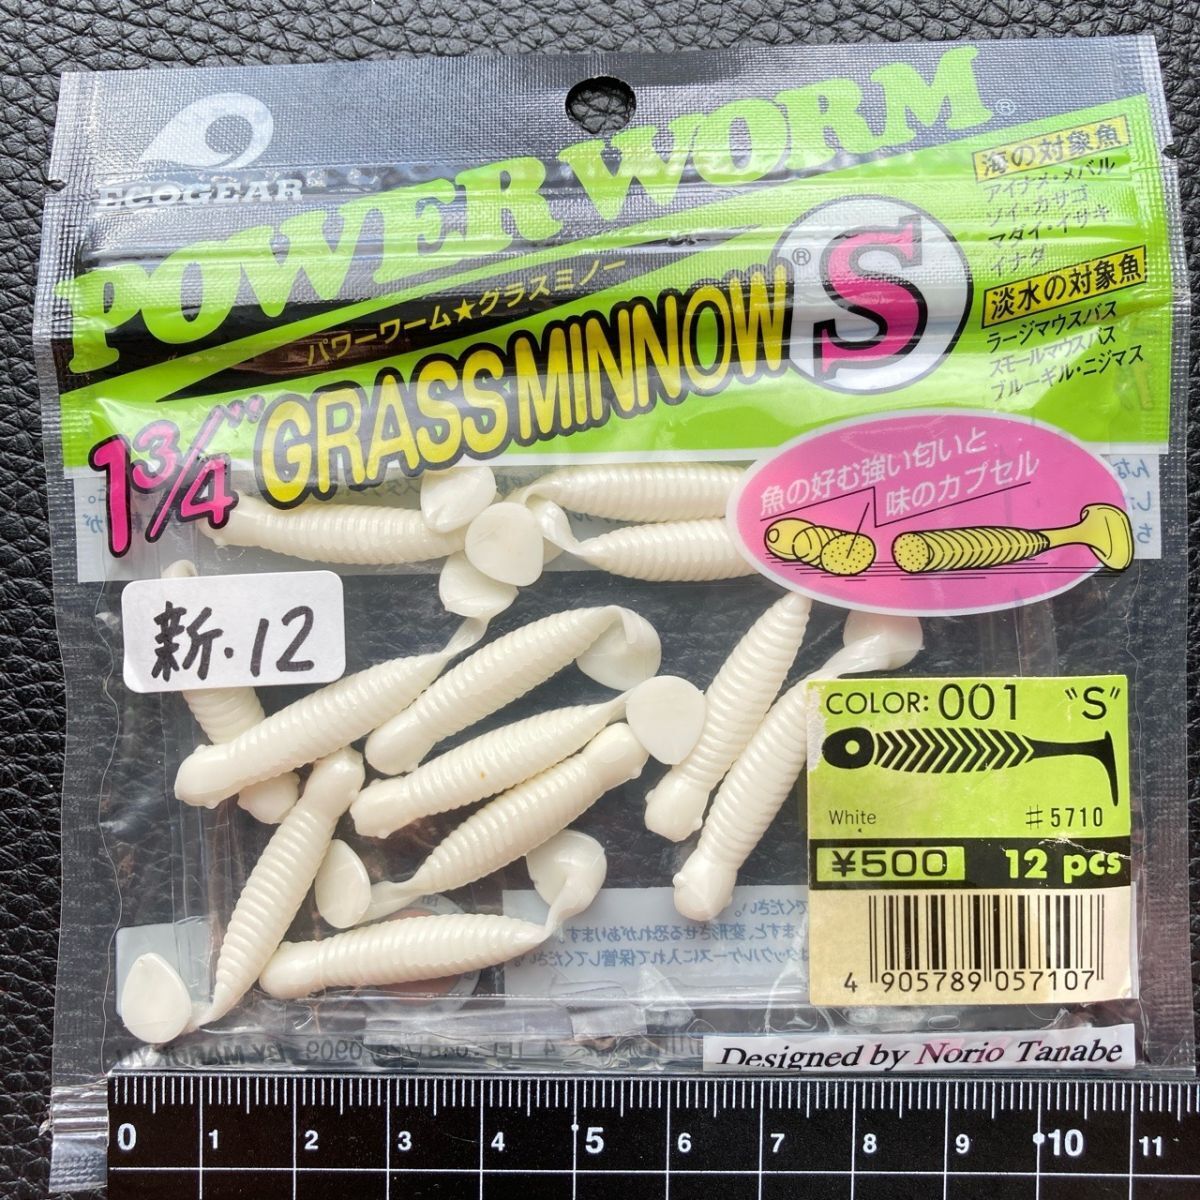 ECOGEAR
POWER WORM®
パワーワーム★グラスミノー
1 3/4" GRASSMINNOW® S
海の対象魚
アイナメ・メバル
ソイ・カサゴ
マダイ・イサキ
イナダ
淡水の対象魚
ラージマウスバス
スモールマウスバス
ブルーギル・ニジマス
魚の好む強い匂いと
味のカプセル
新.12
COLOR: 001 "S"
White #5710
¥500 12 pcs
4 905789 057107
Designed by Norio Tanabe
0 1 2 3 4 5 6 7 8 9 10 11